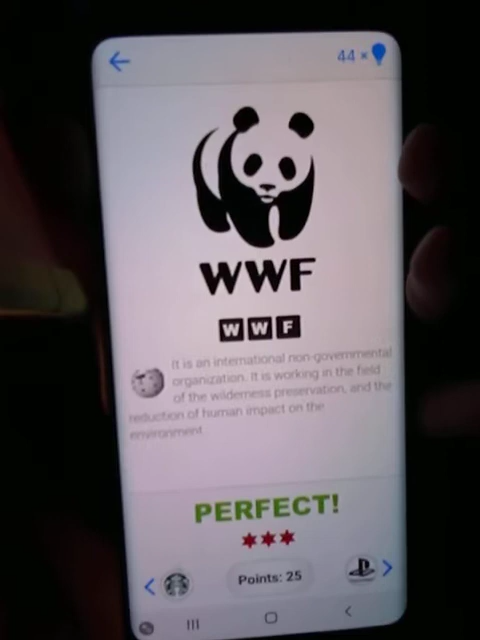 44 ×
WWF
W W F
It is an international non-governmental
organization. It is working in the field
of the wilderness preservation, and the
reduction of human impact on the
environment.
PERFECT!
Points: 25